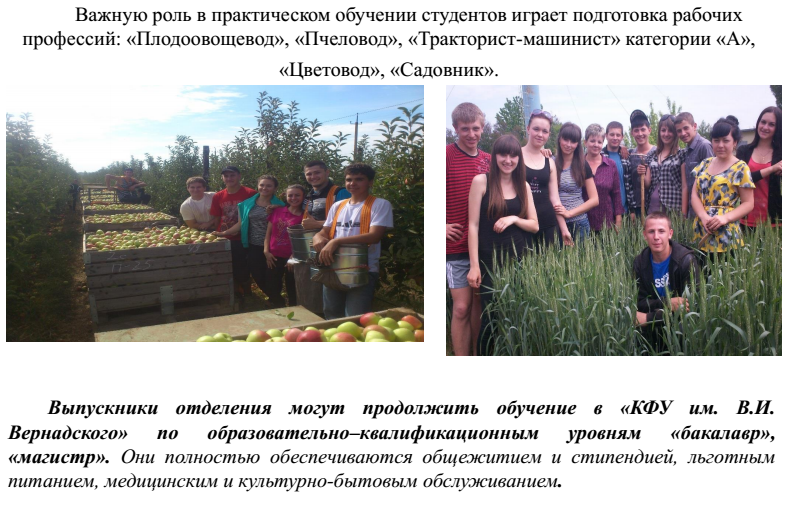 Важную роль в практическом обучении студентов играет подготовка рабочих
профессий: «Плодоовощевод», «Пчеловод», «Тракторист-машинист» категории «А»,
«Цветовод», «Садовник».
Выпускники отделения могут продолжить обучение в «КФУ им. В.И.
Вернадского» по образовательно–квалификационным уровням «бакалавр»,
«магистр». Они полностью обеспечиваются общежитием и стипендией, льготным
питанием, медицинским и культурно-бытовым обслуживанием.